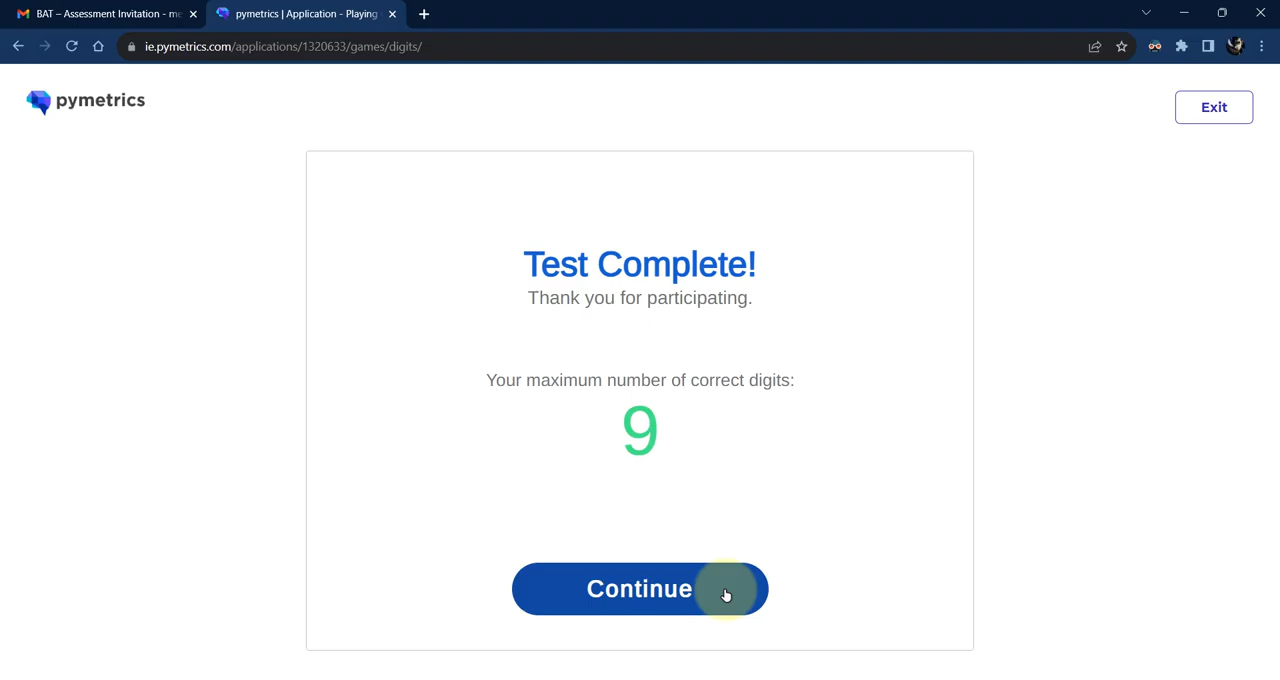 BAT – Assessment Invitation - me
pymetrics | Application - Playing
ie.pymetrics.com/applications/1320633/games/digits/
pymetrics
Exit
Test Complete!
Thank you for participating.
Your maximum number of correct digits:
9
Continue